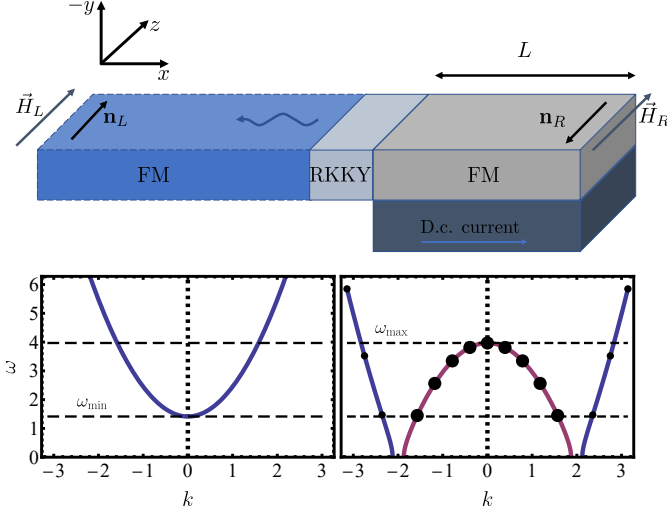 −y
z
x
L
H⃗_L
n_L
n_R
H⃗_R
FM
RKKY
FM
D.c. current
6
5
4
3
2
1
0
ω
ω_min
ω_max
−3 −2 −1 0 1 2 3
−3 −2 −1 0 1 2 3
k
k